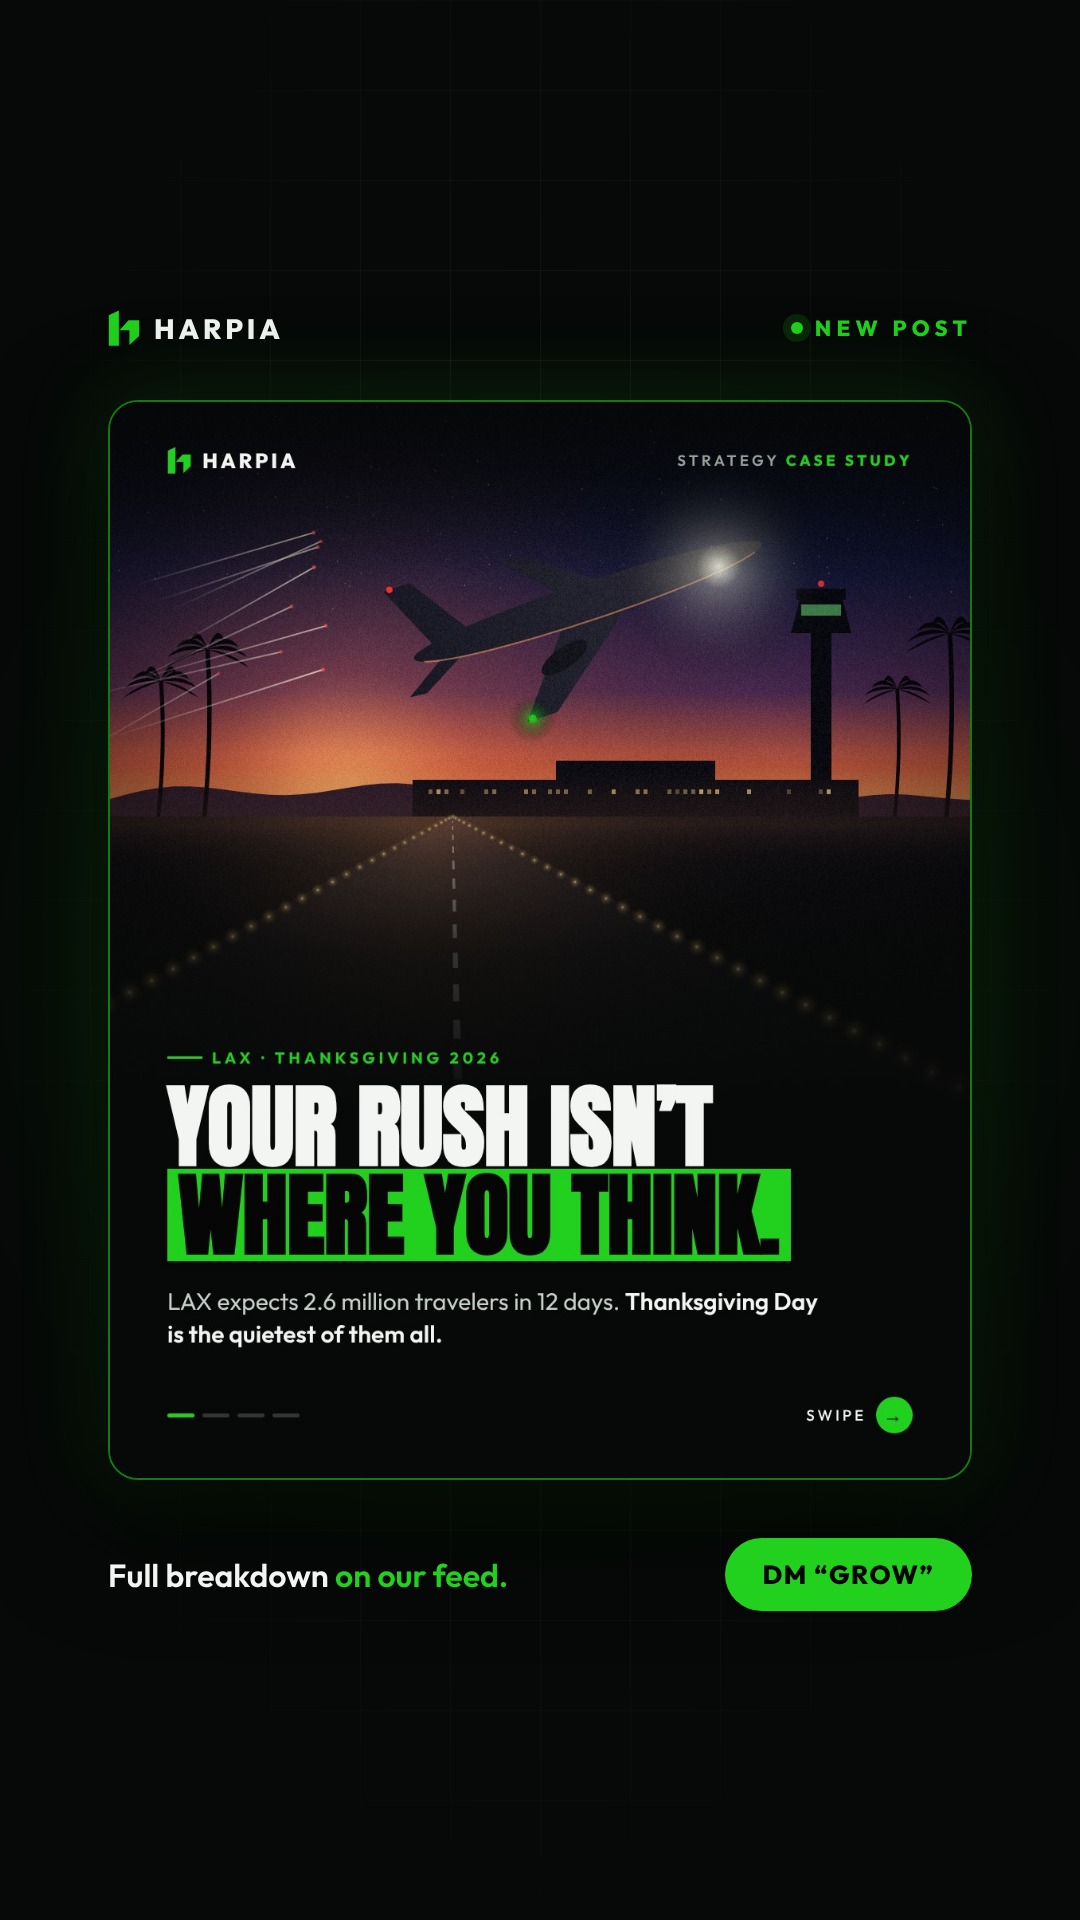 HARPIA
NEW POST
HARPIA
STRATEGY CASE STUDY
LAX · THANKSGIVING 2026
YOUR RUSH ISN’T
WHERE YOU THINK.
LAX expects 2.6 million travelers in 12 days. Thanksgiving Day
is the quietest of them all.
SWIPE →
Full breakdown on our feed.
DM “GROW”